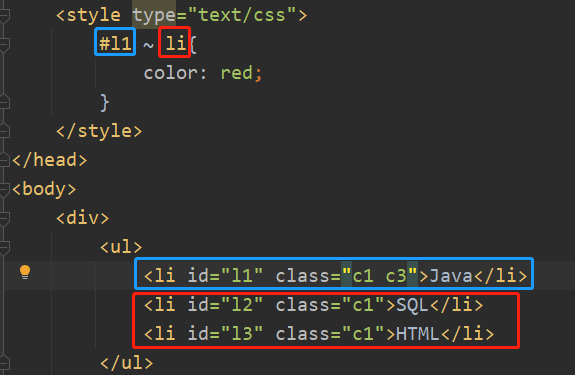 <style type="text/css">
#l1 ~ li{
color: red;
}
</style>
</head>
<body>
<div>
<ul>
<li id="l1" class="c1 c3">Java</li>
<li id="l2" class="c1">SQL</li>
<li id="l3" class="c1">HTML</li>
</ul>